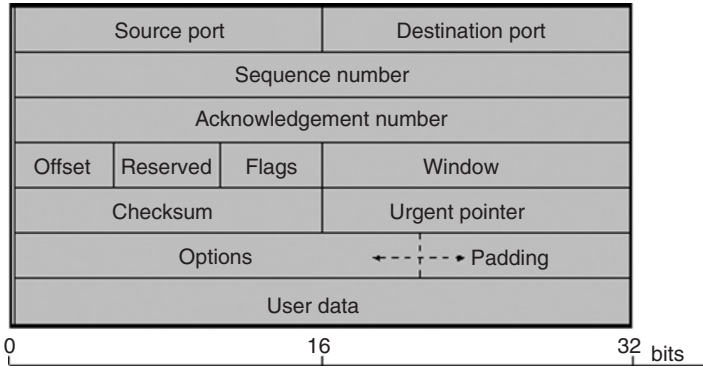 Source port Destination port
Sequence number
Acknowledgement number
Offset Reserved Flags Window
Checksum Urgent pointer
Options Padding
User data
0 16 32 bits